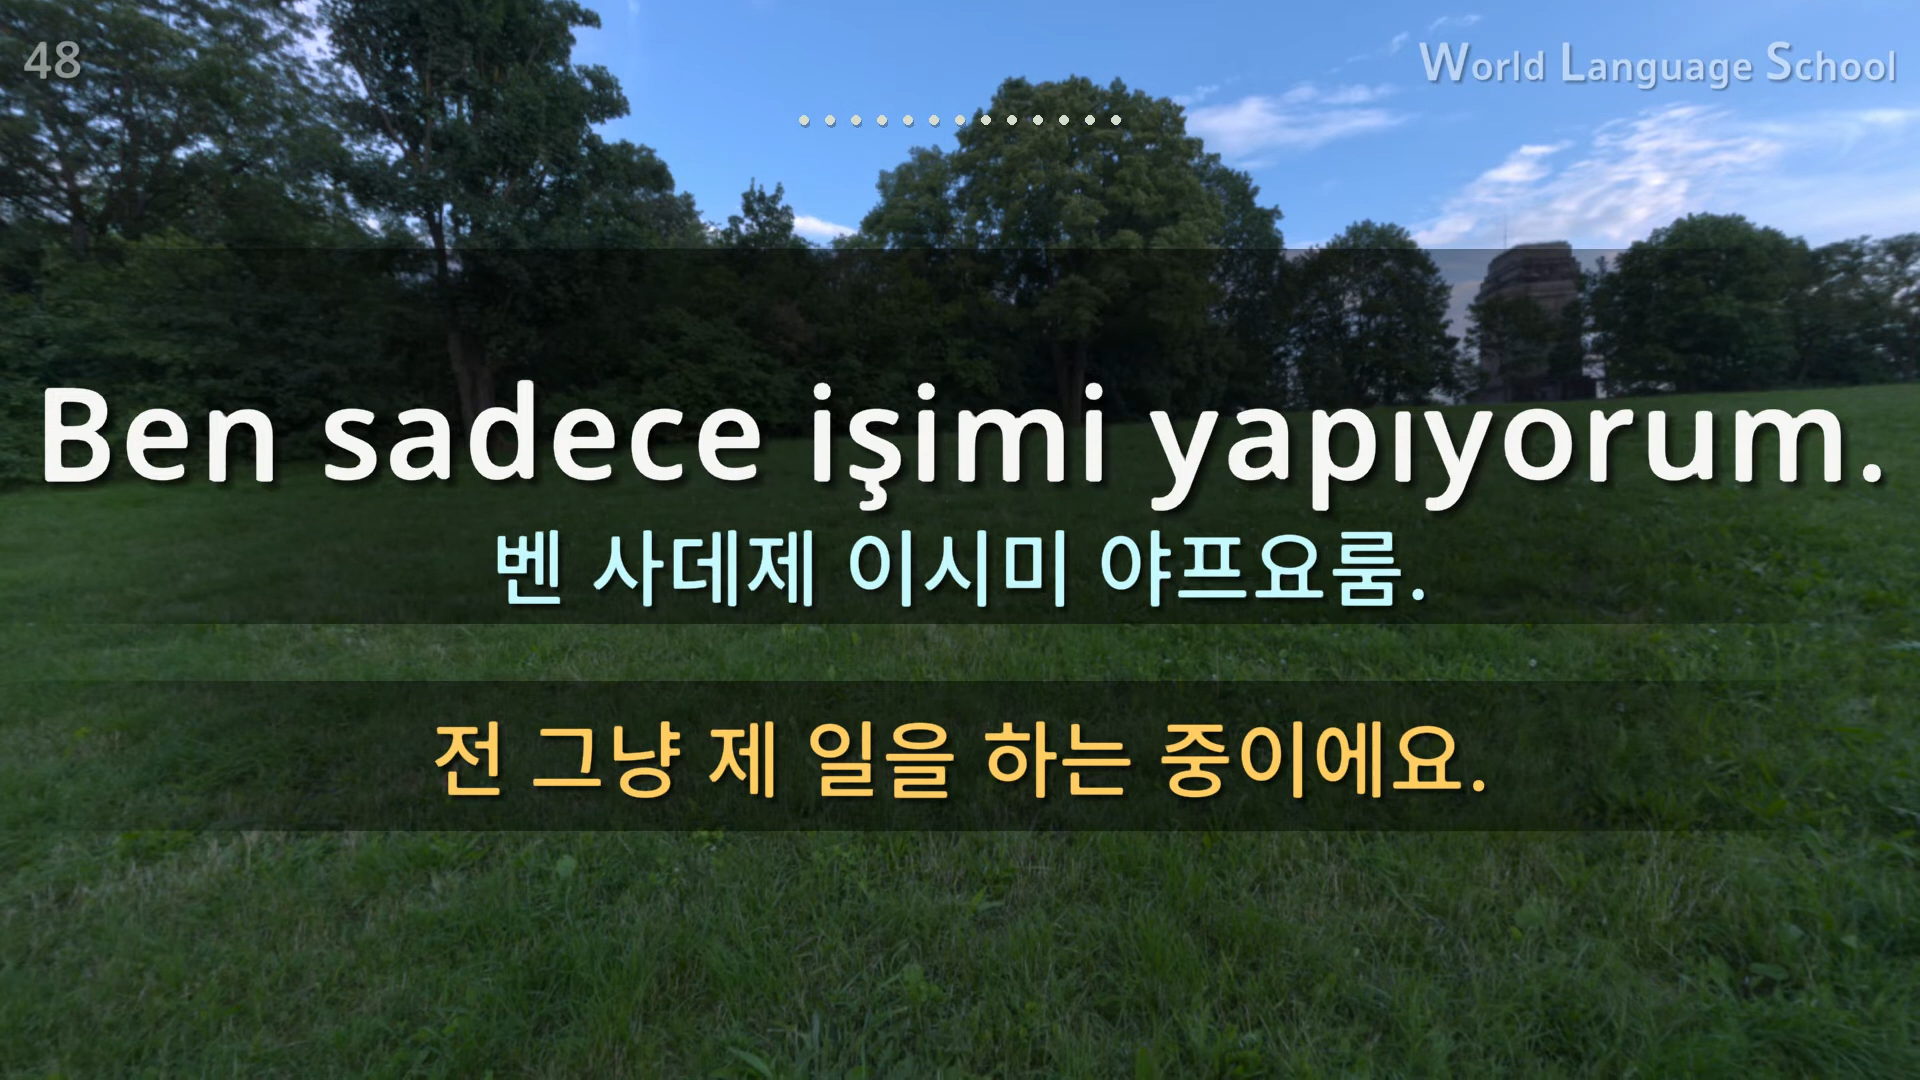 48
World Language School
Ben sadece işimi yapıyorum.
벤 사데제 이시미 야프요룸.
전 그냥 제 일을 하는 중이에요.